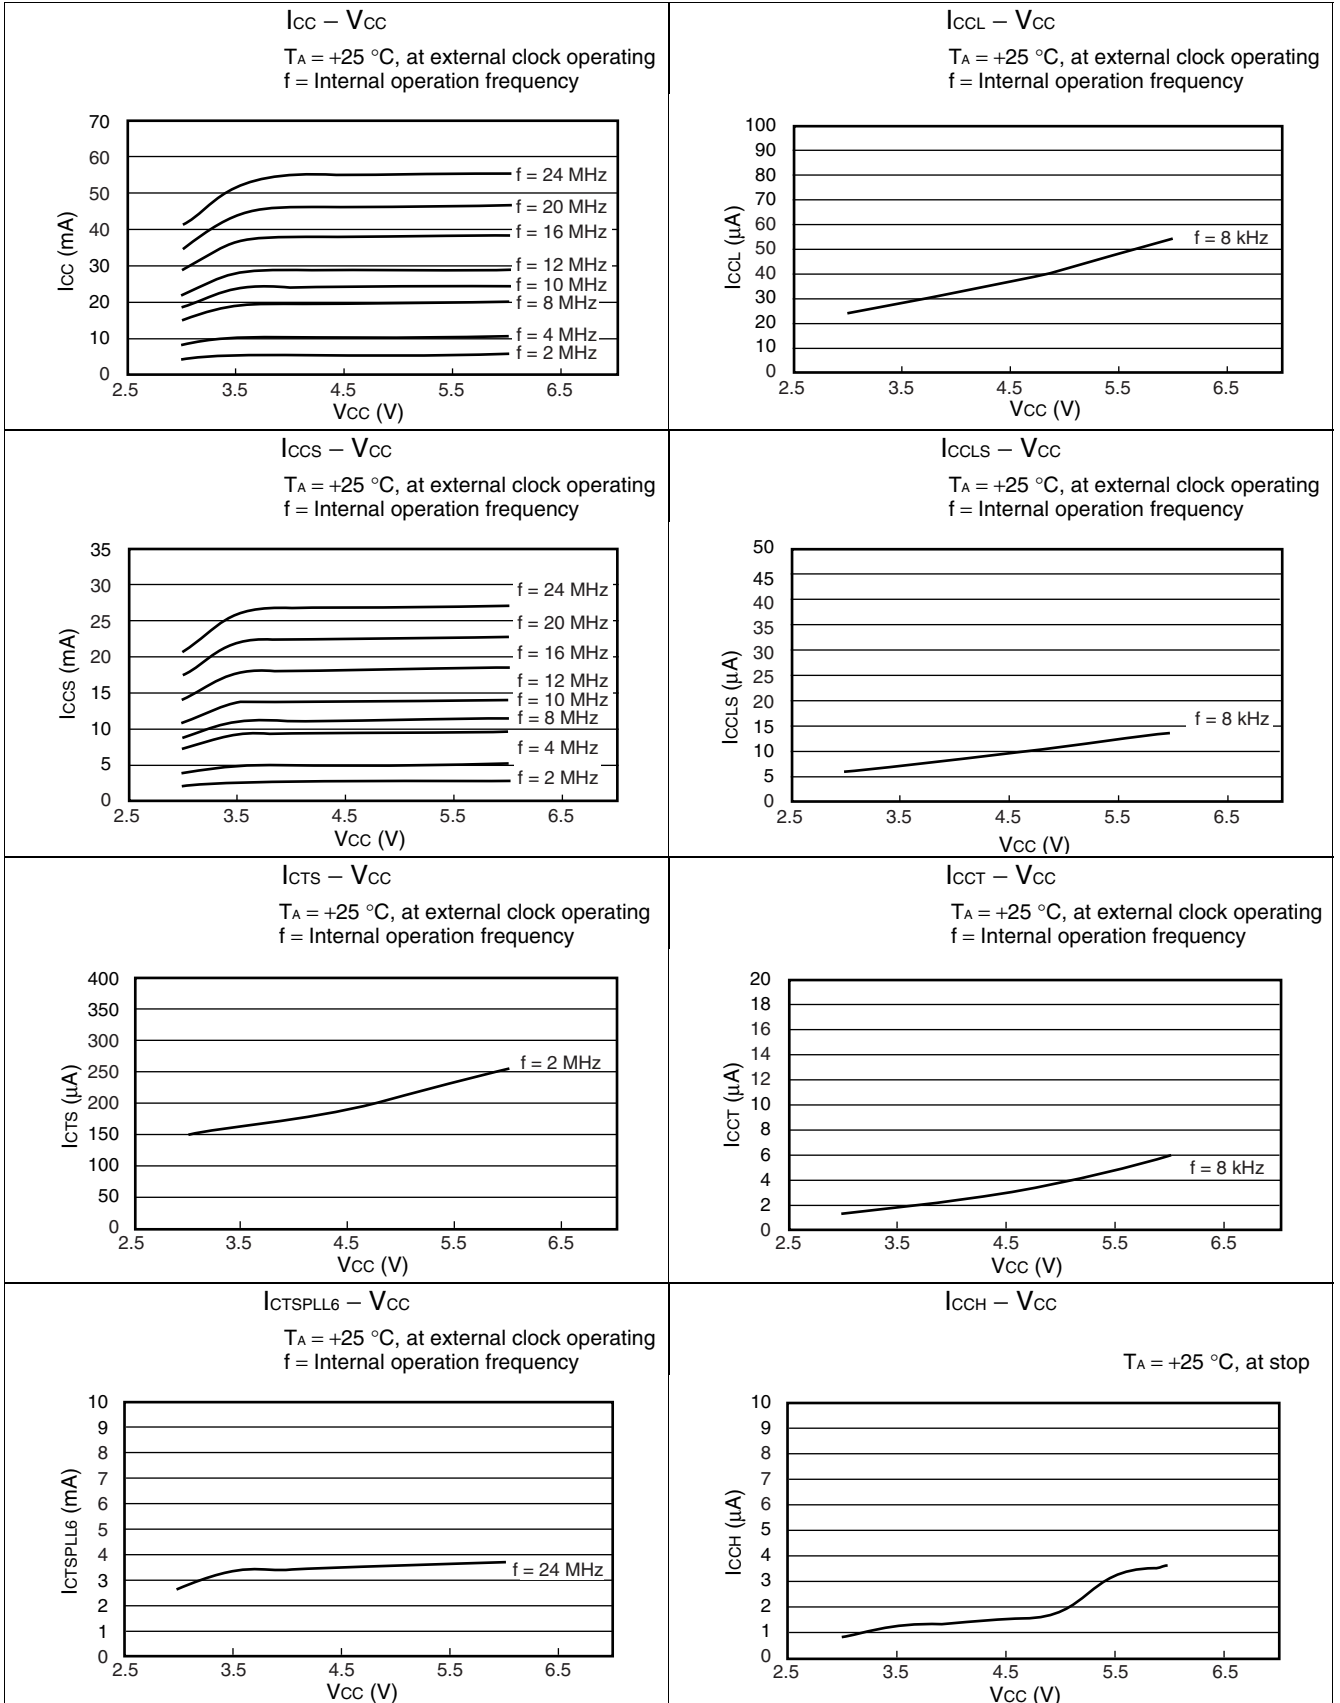 ICC – VCC
TA = +25 °C, at external clock operating
f = Internal operation frequency
70
60
50
40
30
20
10
0
ICC (mA)
f = 24 MHz
f = 20 MHz
f = 16 MHz
f = 12 MHz
f = 10 MHz
f = 8 MHz
f = 4 MHz
f = 2 MHz
2.5 3.5 4.5 5.5 6.5
VCC (V)
ICCL – VCC
TA = +25 °C, at external clock operating
f = Internal operation frequency
100
90
80
70
60
50
40
30
20
10
0
ICCL (µA)
f = 8 kHz
2.5 3.5 4.5 5.5 6.5
VCC (V)
ICCS – VCC
TA = +25 °C, at external clock operating
f = Internal operation frequency
35
30
25
20
15
10
5
0
ICCS (mA)
f = 24 MHz
f = 20 MHz
f = 16 MHz
f = 12 MHz
f = 10 MHz
f = 8 MHz
f = 4 MHz
f = 2 MHz
2.5 3.5 4.5 5.5 6.5
VCC (V)
ICCLS – VCC
TA = +25 °C, at external clock operating
f = Internal operation frequency
50
45
40
35
30
25
20
15
10
5
0
ICCLS (µA)
f = 8 kHz
2.5 3.5 4.5 5.5 6.5
VCC (V)
ICTS – VCC
TA = +25 °C, at external clock operating
f = Internal operation frequency
400
350
300
250
200
150
100
50
0
ICTS (µA)
f = 2 MHz
2.5 3.5 4.5 5.5 6.5
VCC (V)
ICCT – VCC
TA = +25 °C, at external clock operating
f = Internal operation frequency
20
18
16
14
12
10
8
6
4
2
0
ICCT (µA)
f = 8 kHz
2.5 3.5 4.5 5.5 6.5
VCC (V)
ICTSPLL6 – VCC
TA = +25 °C, at external clock operating
f = Internal operation frequency
10
9
8
7
6
5
4
3
2
1
0
ICTSPLL6 (mA)
f = 24 MHz
2.5 3.5 4.5 5.5 6.5
VCC (V)
ICCH – VCC
TA = +25 °C, at stop
10
9
8
7
6
5
4
3
2
1
0
ICCH (µA)
2.5 3.5 4.5 5.5 6.5
VCC (V)